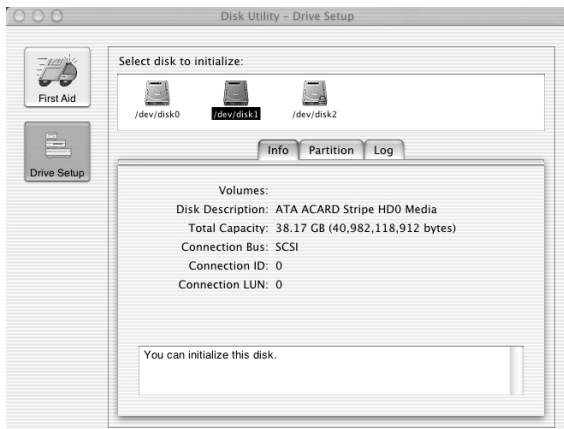 Disk Utility – Drive Setup
First Aid
Drive Setup
Select disk to initialize:
/dev/disk0
/dev/disk1
/dev/disk2
Info
Partition
Log
Volumes:
Disk Description: ATA ACARD Stripe HD0 Media
Total Capacity: 38.17 GB (40,982,118,912 bytes)
Connection Bus: SCSI
Connection ID: 0
Connection LUN: 0
You can initialize this disk.